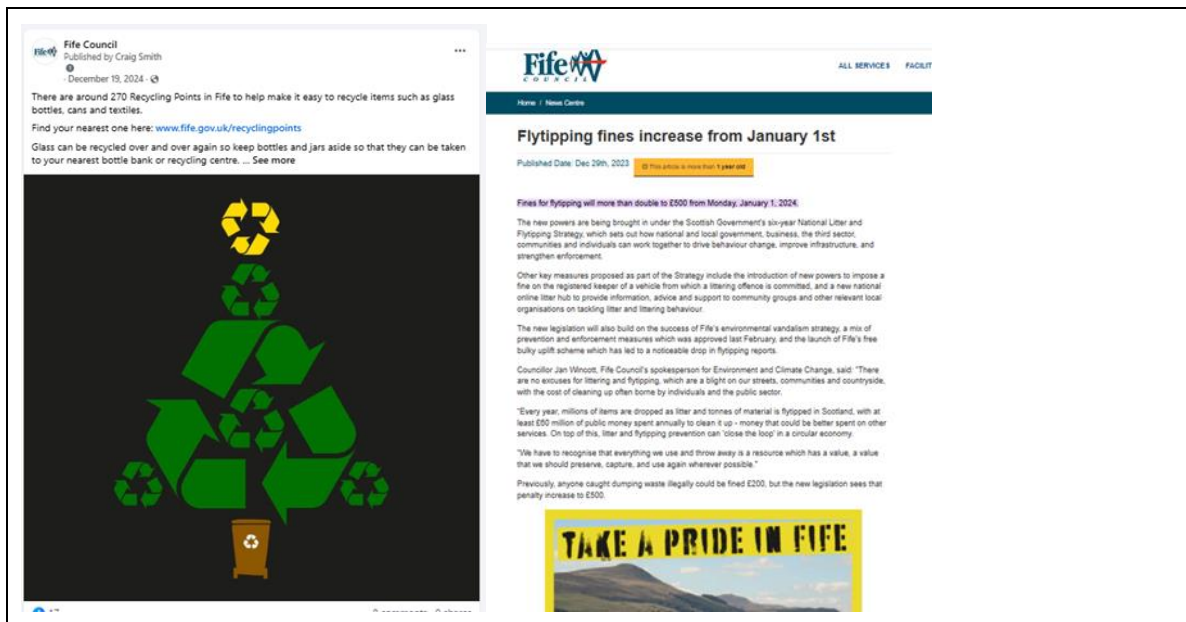 Fife Council
Published by Craig Smith
· December 19, 2024 ·
There are around 270 Recycling Points in Fife to help make it easy to recycle items such as glass
bottles, cans and textiles.
Find your nearest one here: www.fife.gov.uk/recyclingpoints
Glass can be recycled over and over again so keep bottles and jars aside so that they can be taken
to your nearest bottle bank or recycling centre. ... See more
17
Fife
COUNCIL
ALL SERVICES FACILIT
Home / News Centre
Flytipping fines increase from January 1st
Published Date: Dec 29th, 2023
This article is more than 1 year old
Fines for flytipping will more than double to £500 from Monday, January 1, 2024.
The new powers are being brought in under the Scottish Government's six-year National Litter and
Flytipping Strategy, which sets out how national and local government, business, the third sector,
communities and individuals can work together to drive behaviour change, improve infrastructure, and
strengthen enforcement.
Other key measures proposed as part of the Strategy include the introduction of new powers to impose a
fine on the registered keeper of a vehicle from which a littering offence is committed, and a new national
online litter hub to provide information, advice and support to community groups and other relevant local
organisations on tackling litter and littering behaviour.
The new legislation will also build on the success of Fife's environmental vandalism strategy, a mix of
prevention and enforcement measures which was approved last February, and the launch of Fife's free
bulky uplift scheme which has led to a noticeable drop in flytipping reports.
Councillor Jan Wincott, Fife Council's spokesperson for Environment and Climate Change, said: "There
are no excuses for littering and flytipping, which are a blight on our streets, communities and countryside,
with the cost of cleaning up often borne by individuals and the public sector.
"Every year, millions of items are dropped as litter and tonnes of material is flytipped in Scotland, with at
least £60 million of public money spent annually to clean it up - money that could be better spent on other
services. On top of this, litter and flytipping prevention can 'close the loop' in a circular economy.
"We have to recognise that everything we use and throw away is a resource which has a value, a value
that we should preserve, capture, and use again wherever possible."
Previously, anyone caught dumping waste illegally could be fined £200, but the new legislation sees that
penalty increase to £500.
TAKE A PRIDE IN FIFE